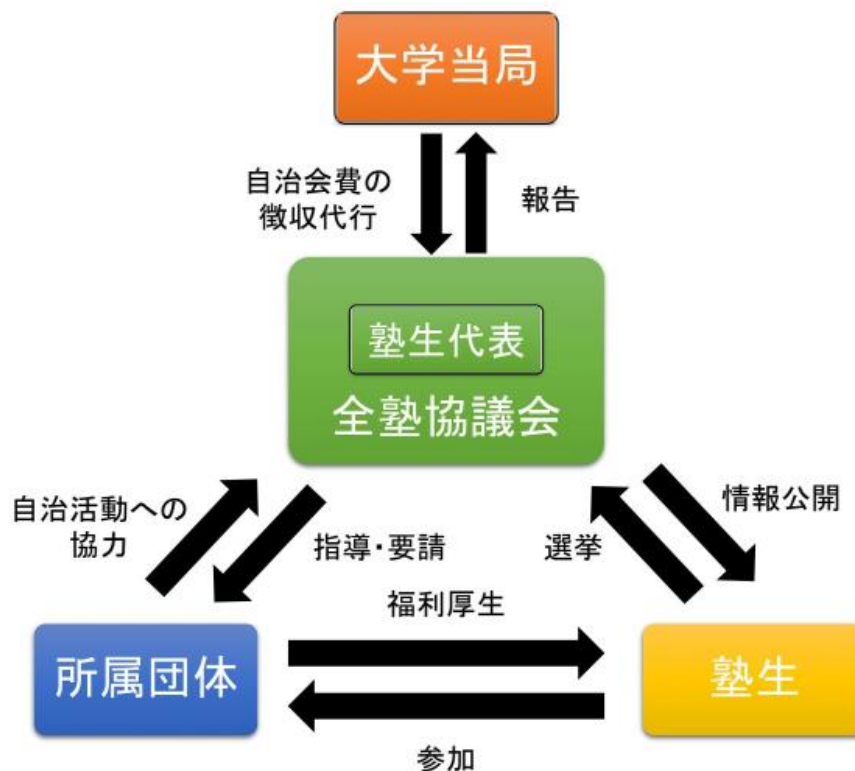 大学当局
自治会費の
徴収代行
報告
塾生代表
全塾協議会
自治活動への
協力
指導・要請
選挙
情報公開
福利厚生
所属団体
塾生
参加